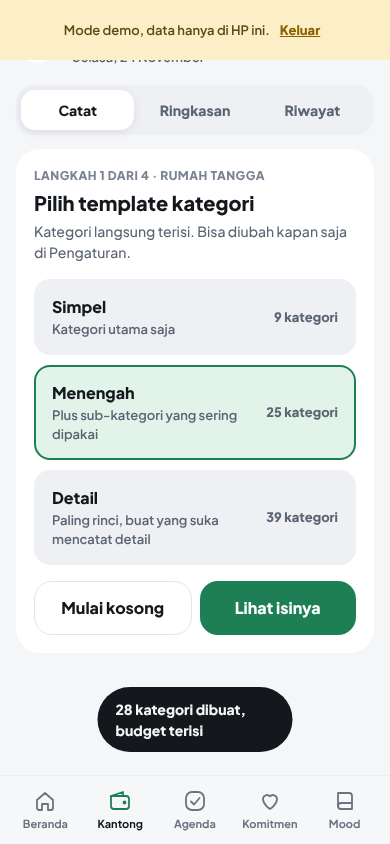 Mode demo, data hanya di HP ini. Keluar
Catat
Ringkasan
Riwayat
LANGKAH 1 DARI 4 · RUMAH TANGGA
Pilih template kategori
Kategori langsung terisi. Bisa diubah kapan saja
di Pengaturan.
Simpel
Kategori utama saja
9 kategori
Menengah
Plus sub-kategori yang sering
dipakai
25 kategori
Detail
Paling rinci, buat yang suka
mencatat detail
39 kategori
Mulai kosong
Lihat isinya
28 kategori dibuat,
budget terisi
Beranda
Kantong
Agenda
Komitmen
Mood